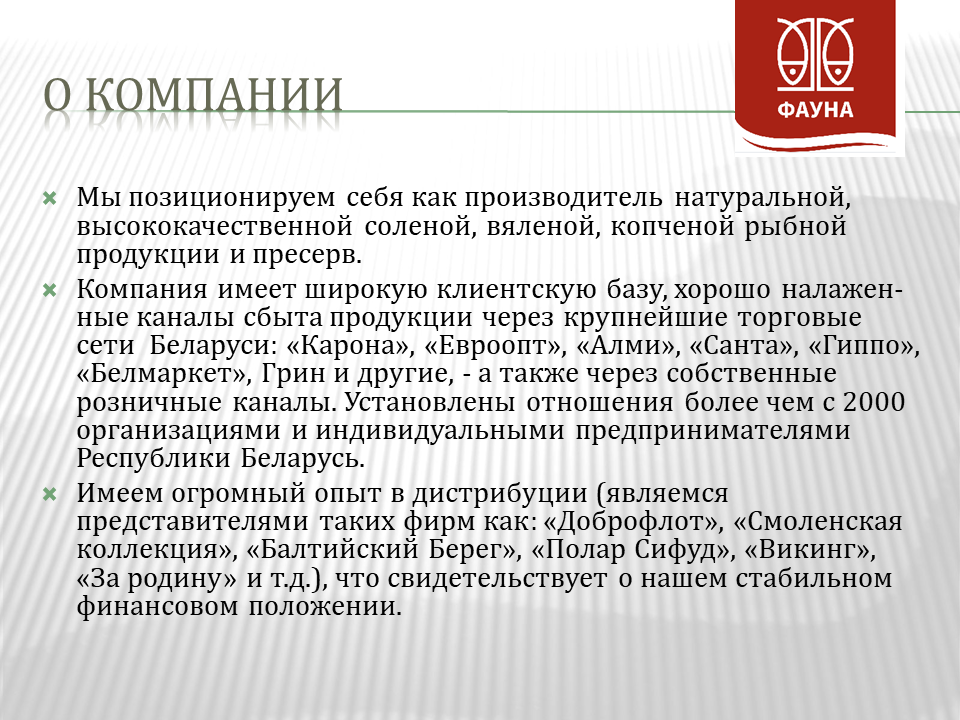 О КОМПАНИИ
ФАУНА
Мы позиционируем себя как производитель натуральной,
высококачественной соленой, вяленой, копченой рыбной
продукции и пресерв.
Компания имеет широкую клиентскую базу, хорошо налажен-
ные каналы сбыта продукции через крупнейшие торговые
сети Беларуси: «Карона», «Евроопт», «Алми», «Санта», «Гиппо»,
«Белмаркет», Грин и другие, - а также через собственные
розничные каналы. Установлены отношения более чем с 2000
организациями и индивидуальными предпринимателями
Республики Беларусь.
Имеем огромный опыт в дистрибуции (являемся
представителями таких фирм как: «Доброфлот», «Смоленская
коллекция», «Балтийский Берег», «Полар Сифуд», «Викинг»,
«За родину» и т.д.), что свидетельствует о нашем стабильном
финансовом положении.